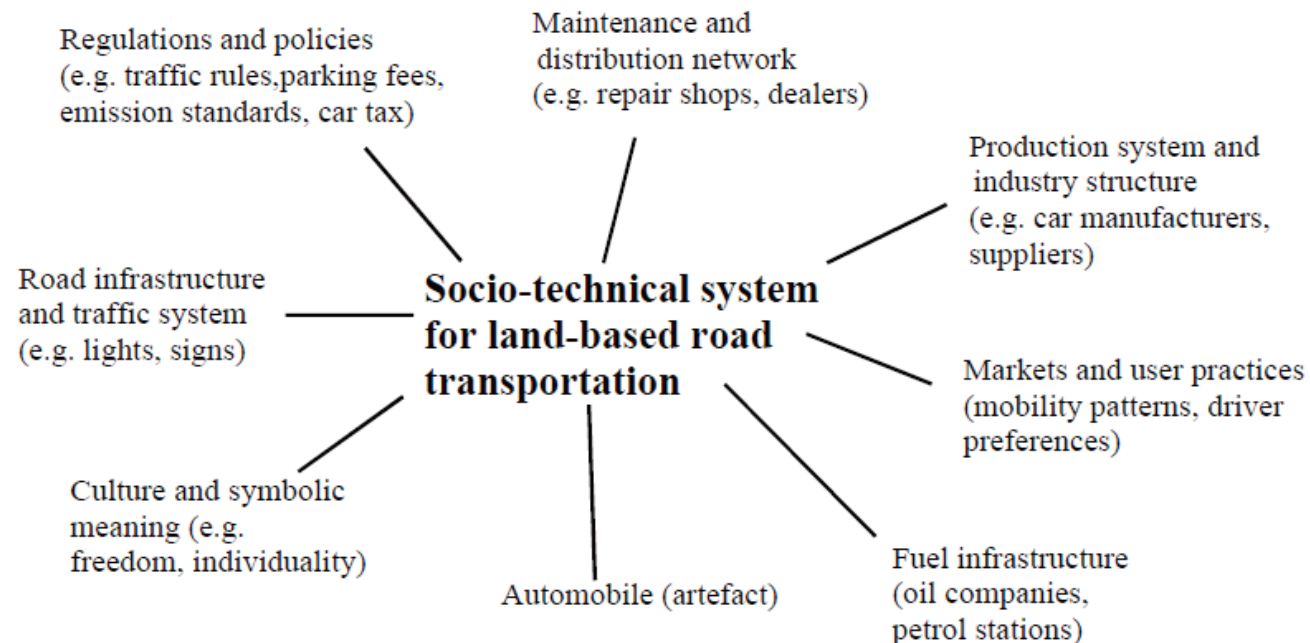 Regulations and policies
(e.g. traffic rules,parking fees,
emission standards, car tax)
Maintenance and
distribution network
(e.g. repair shops, dealers)
Production system and
industry structure
(e.g. car manufacturers,
suppliers)
Road infrastructure
and traffic system
(e.g. lights, signs)
Socio-technical system
for land-based road
transportation
Markets and user practices
(mobility patterns, driver
preferences)
Culture and symbolic
meaning (e.g.
freedom, individuality)
Automobile (artefact)
Fuel infrastructure
(oil companies,
petrol stations)